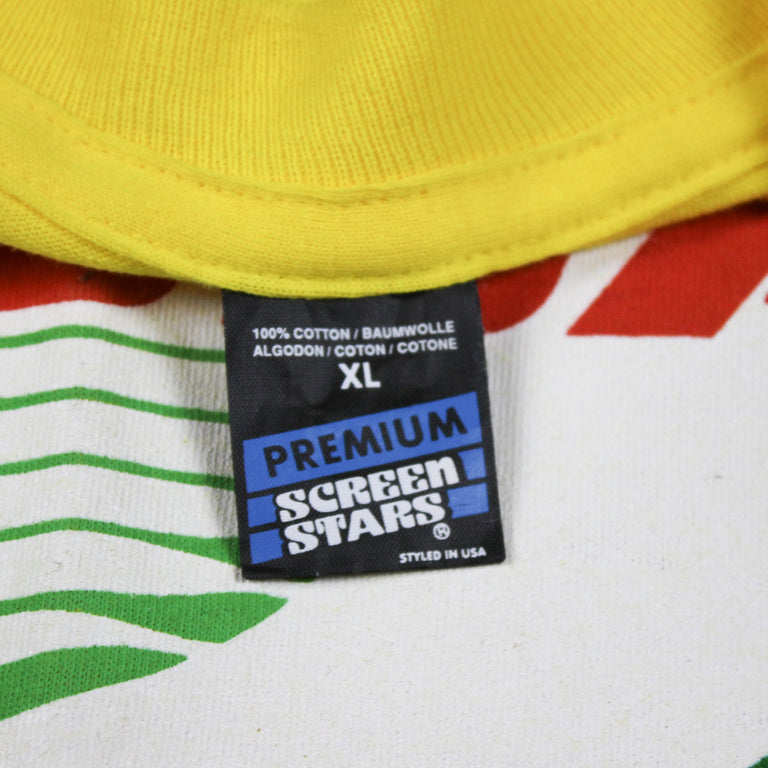 100% COTTON / BAUMWOLLE
ALGODON / COTON / COTONE
XL
PREMIUM
SCREEN
STARS®
STYLED IN USA